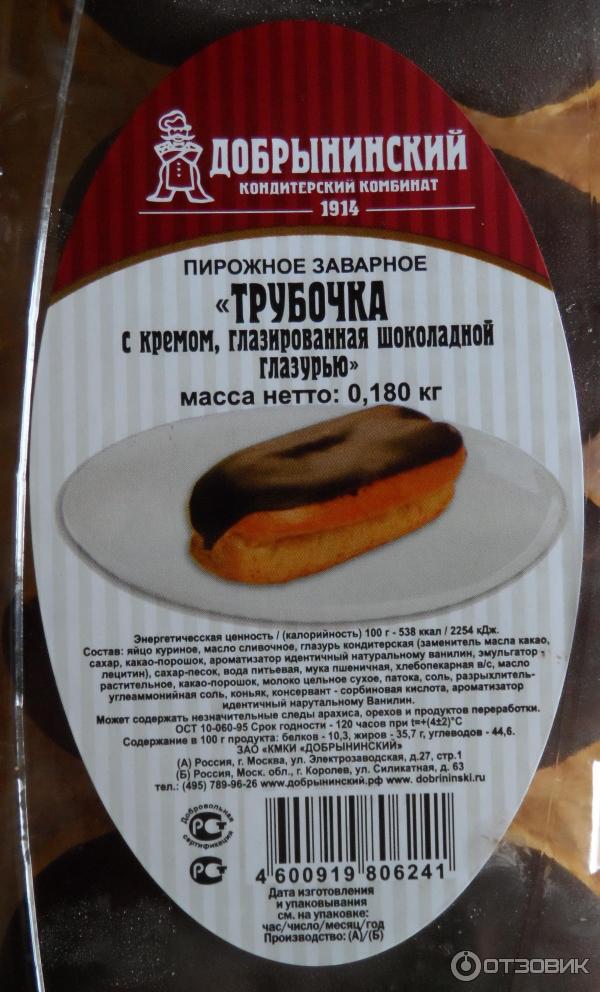 ДОБРЫНИНСКИЙ
КОНДИТЕРСКИЙ КОМБИНАТ
1914
ПИРОЖНОЕ ЗАВАРНОЕ
«ТРУБОЧКА
С КРЕМОМ, ГЛАЗИРОВАННАЯ ШОКОЛАДНОЙ
ГЛАЗУРЬЮ»
масса нетто: 0,180 кг
Энергетичесская ценность / (калорийность) 100 г - 538 ккал / 2254 кДж.
Состав: яйцо куриное, масло сливочное, глазурь кондитерская (заменитель масла какао,
сахар, какао-порошок, ароматизатор идентичный натуральному ванилин, эмульгатор -
лецитин), сахар-песок, вода питьевая, мука пшеничная, хлебопекарная в/с, масло
растительное, какао-порошок, молоко цельное сухое, патока, соль, разрыхлитель-
углеаммонийная соль, коньяк, консервант - сорбиновая кислота, ароматизатор
идентичный нарутальному Ванилин.
Может содержать незначительные следы арахиса, орехов и продуктов переработки.
ОСТ 10-060-95 Срок годности - 120 часов при t=+(4±2)°С
Содержание в 100 г продукта: белков - 10,3, жиров - 35,7 г, углеводов - 44,6.
ЗАО «КМКИ «ДОБРЫНИНСКИЙ»
(А) Россия, г. Москва, ул. Электрозаводская, д.27, стр.1
(Б) Россия, Моск. обл., г. Королев, ул. Силикатная, д. 63
тел.: (495) 789-96-26 www.добрынинский.рф www. dobrininski.ru
Добровольная
РСТ
сертификация
РСТ
4 600919 806241
Дата изготовления
и упаковывания
см. на упаковке:
час/число/месяц/год
Производство: (А)/(Б)
ОТЗОВИК